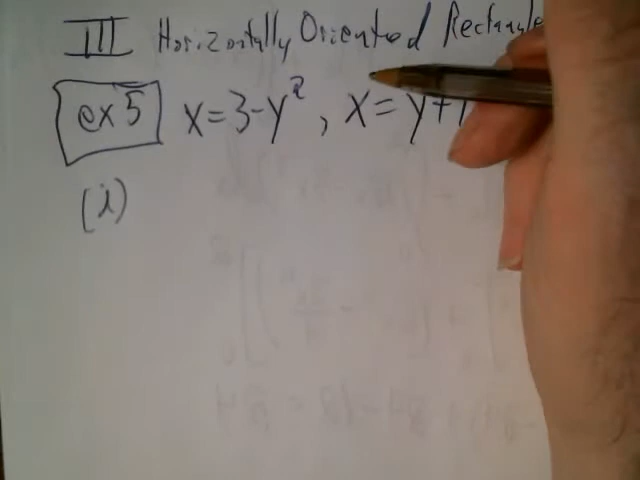 III Horizontally Oriented Rectangle
ex 5 x=3-y², x=y+1
(i)